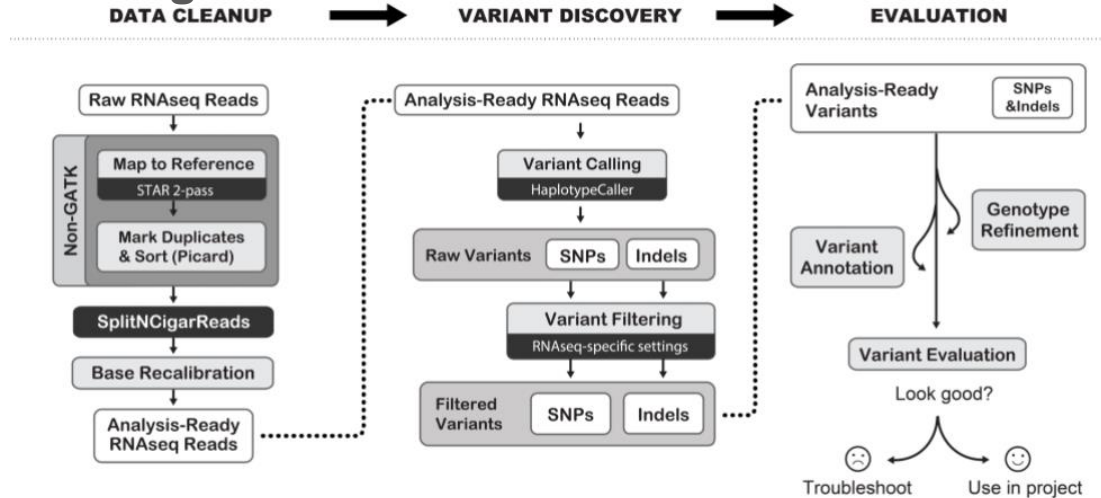 DATA CLEANUP
VARIANT DISCOVERY
EVALUATION
Raw RNAseq Reads
Non-GATK
Map to Reference
STAR 2-pass
Mark Duplicates
& Sort (Picard)
SplitNCigarReads
Base Recalibration
Analysis-Ready
RNAseq Reads
Analysis-Ready RNAseq Reads
Variant Calling
HaplotypeCaller
Raw Variants
SNPs
Indels
Variant Filtering
RNAseq-specific settings
Filtered
Variants
SNPs
Indels
Analysis-Ready
Variants
SNPs
&Indels
Genotype
Refinement
Variant
Annotation
Variant Evaluation
Look good?
Troubleshoot
Use in project